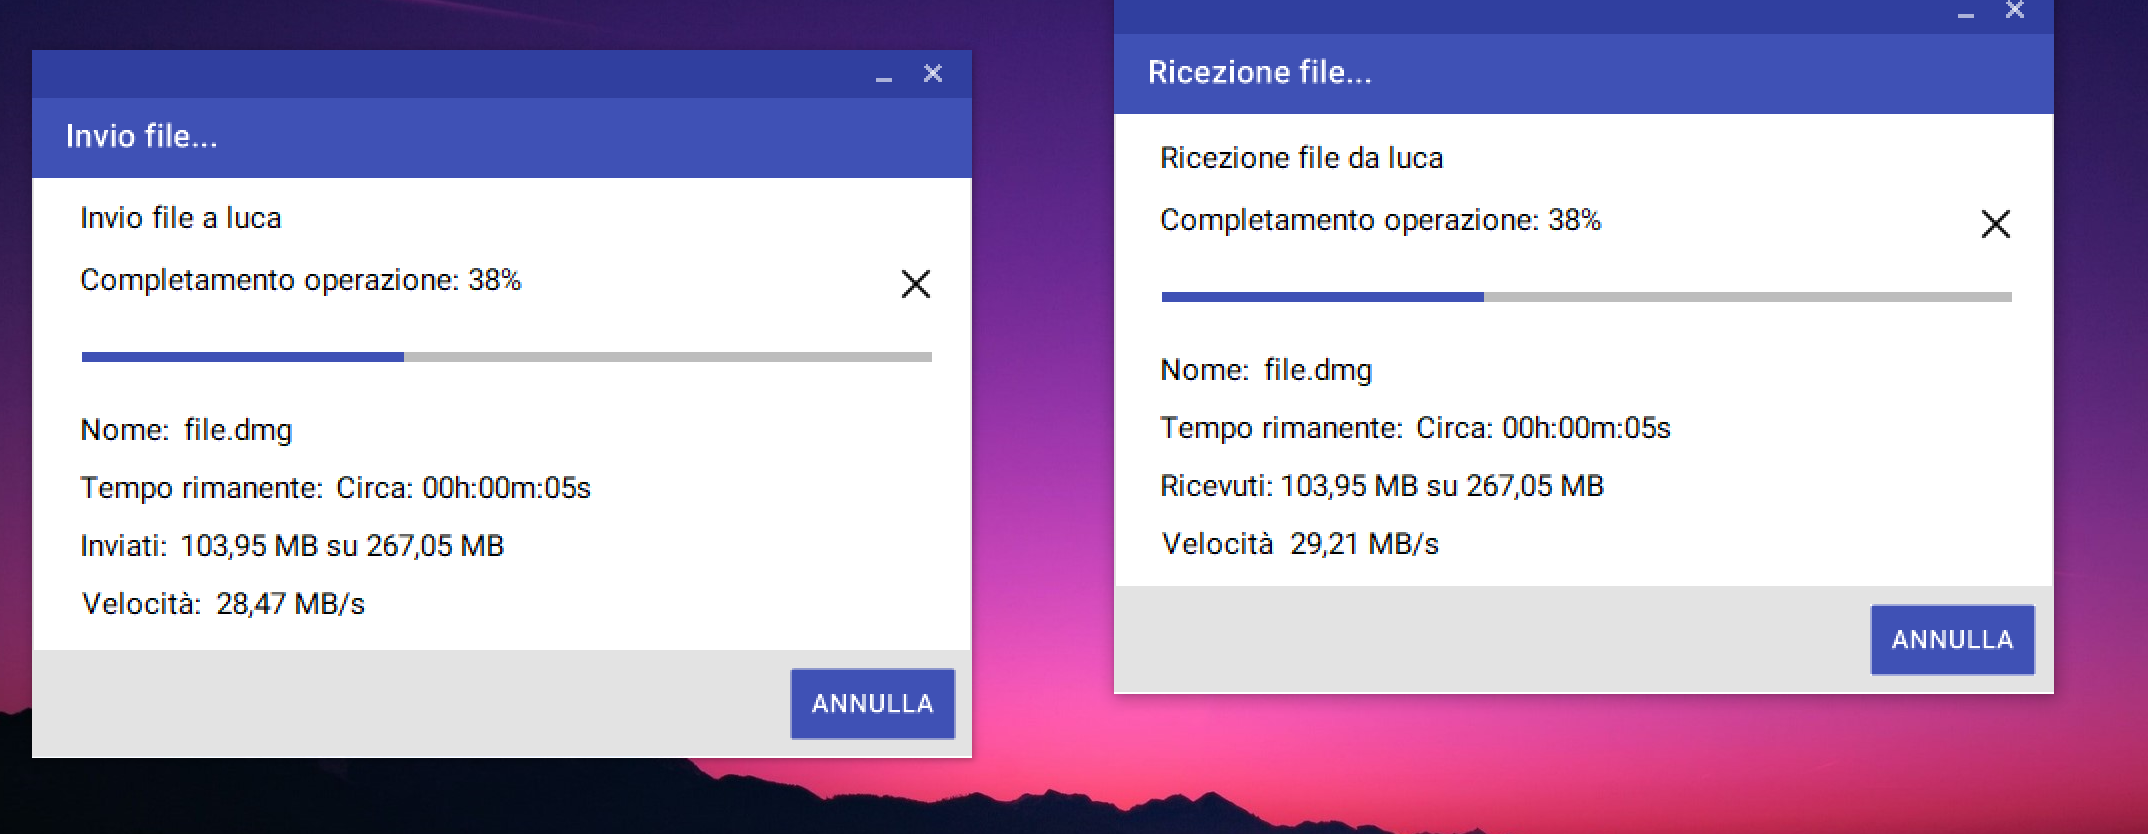 Invio file...
Invio file a luca
Completamento operazione: 38%
Nome: file.dmg
Tempo rimanente: Circa: 00h:00m:05s
Inviati: 103,95 MB su 267,05 MB
Velocità: 28,47 MB/s
ANNULLA
Ricezione file...
Ricezione file da luca
Completamento operazione: 38%
Nome: file.dmg
Tempo rimanente: Circa: 00h:00m:05s
Ricevuti: 103,95 MB su 267,05 MB
Velocità 29,21 MB/s
ANNULLA